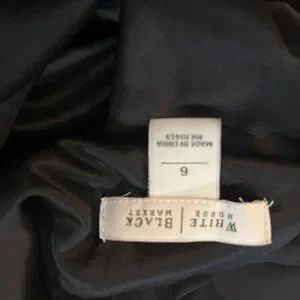 WHITE | BLACK
HOUSE | MARKET
6
MADE IN CHINA